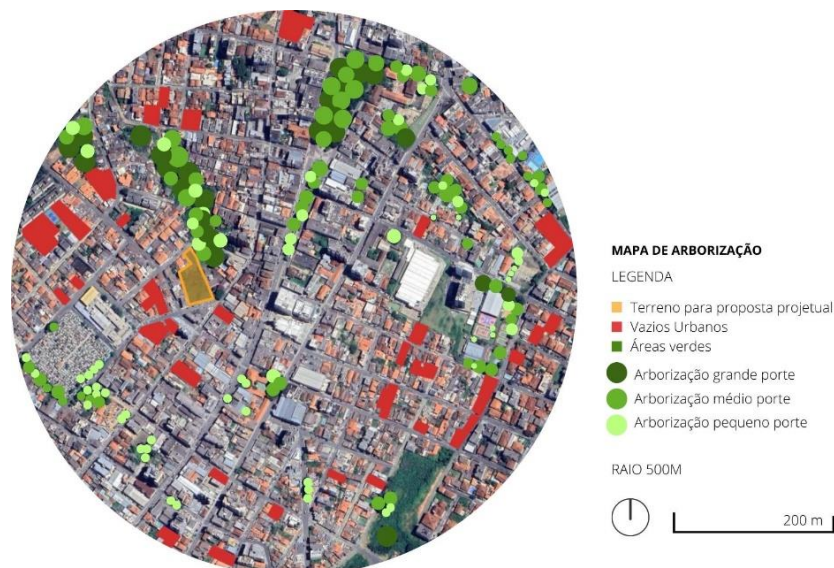 MAPA DE ARBORIZAÇÃO
LEGENDA
Terreno para proposta projetual
Vazios Urbanos
Áreas verdes
Arborização grande porte
Arborização médio porte
Arborização pequeno porte
RAIO 500M
200 m